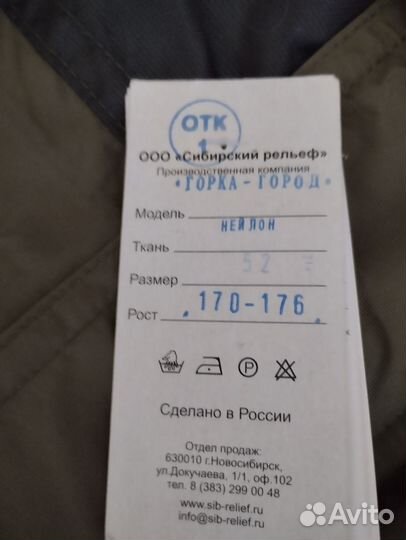 ОТК
1
ООО «Сибирский рельеф»
Производственная компания
"ГОРКА-ГОРОД"
Модель
НЕЙЛОН
Ткань
52
Размер
170-176
Рост
P
Сделано в России
Отдел продаж:
630010 г.Новосибирск,
ул.Докучаева, 1/1, оф.102
тел. 8 (383) 299 00 48
www.sib-relief.ru
info@sib-relief.ru
Avito